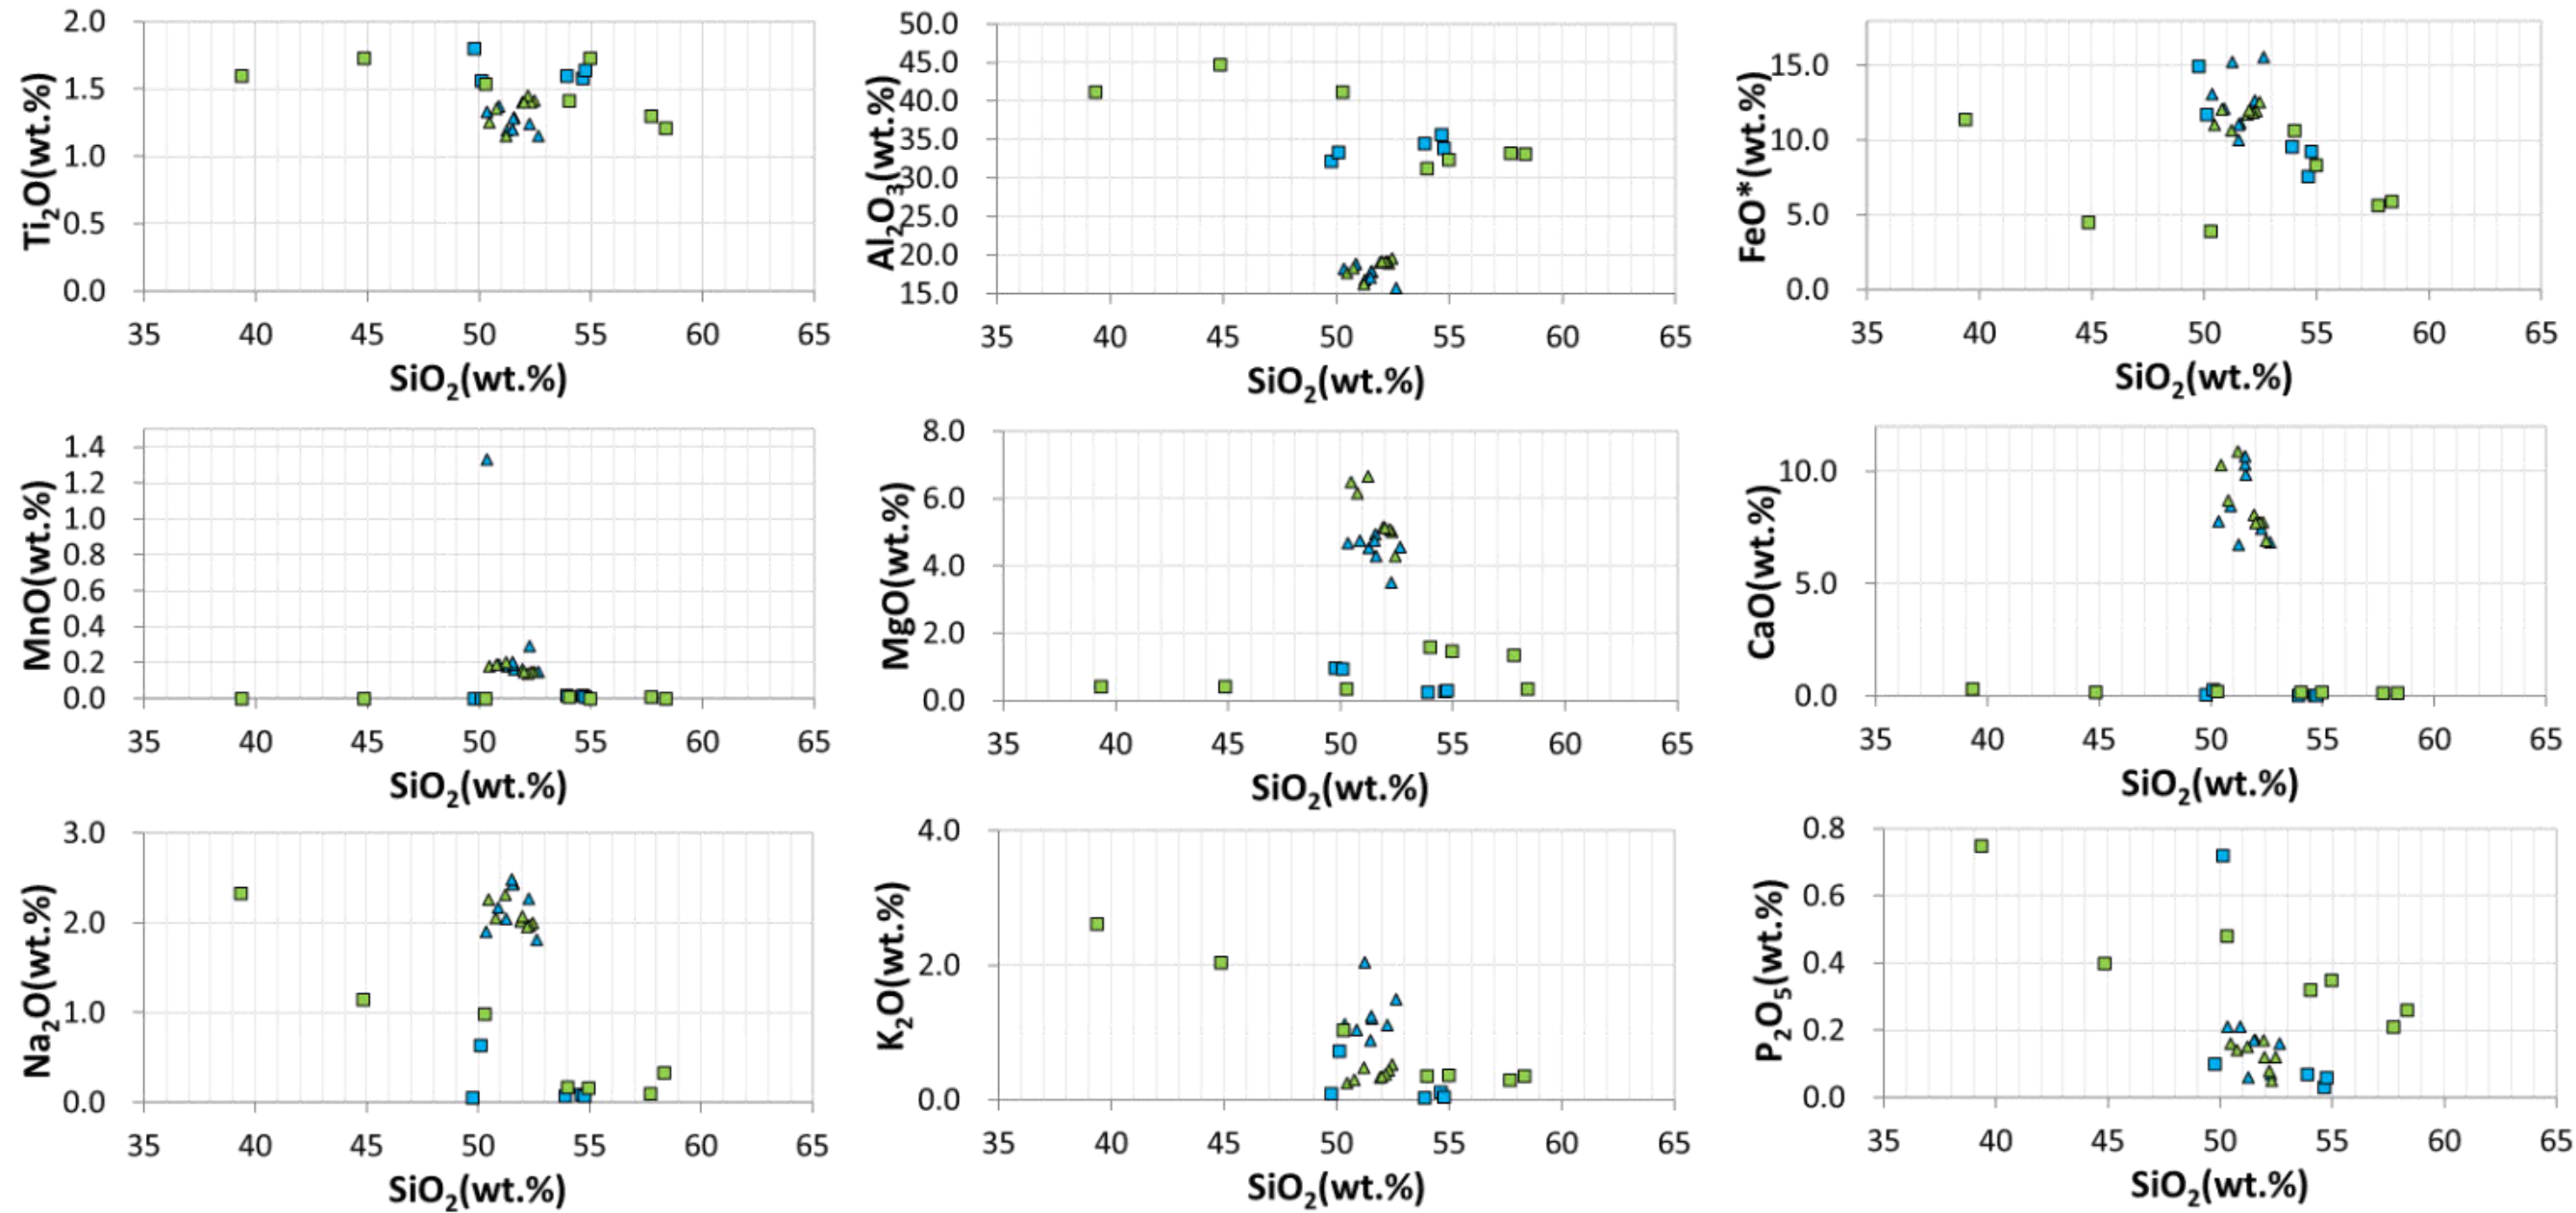 Ti₂O(wt.%)
2.0
1.5
1.0
0.5
0.0
35 40 45 50 55 60 65
SiO₂(wt.%)
Al₂O₃(wt.%)
50.0
45.0
40.0
35.0
30.0
25.0
20.0
15.0
35 40 45 50 55 60 65
SiO₂(wt.%)
FeO*(wt.%)
15.0
10.0
5.0
0.0
35 40 45 50 55 60 65
SiO₂(wt.%)
MnO(wt.%)
1.4
1.2
1.0
0.8
0.6
0.4
0.2
0.0
35 40 45 50 55 60 65
SiO₂(wt.%)
MgO(wt.%)
8.0
6.0
4.0
2.0
0.0
35 40 45 50 55 60 65
SiO₂(wt.%)
CaO(wt.%)
10.0
5.0
0.0
35 40 45 50 55 60 65
SiO₂(wt.%)
Na₂O(wt.%)
3.0
2.0
1.0
0.0
35 40 45 50 55 60 65
SiO₂(wt.%)
K₂O(wt.%)
4.0
2.0
0.0
35 40 45 50 55 60 65
SiO₂(wt.%)
P₂O₅(wt.%)
0.8
0.6
0.4
0.2
0.0
35 40 45 50 55 60 65
SiO₂(wt.%)